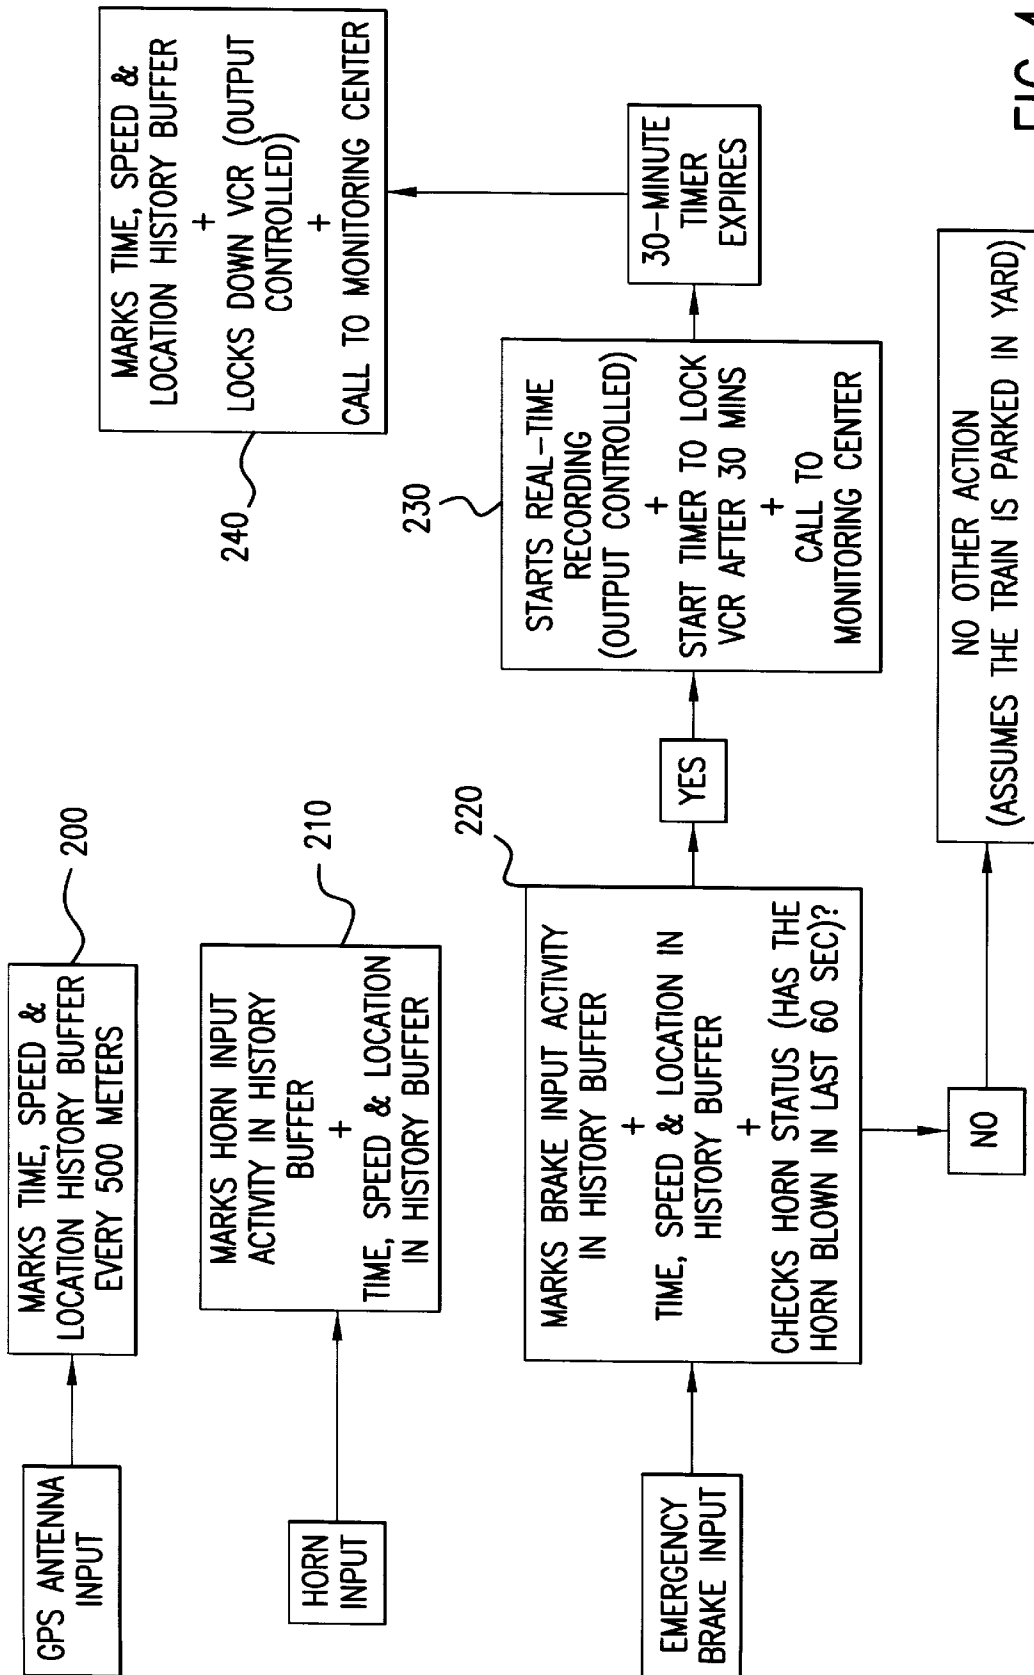 GPS ANTENNA
INPUT
MARKS TIME, SPEED &
LOCATION HISTORY BUFFER
EVERY 500 METERS
200
HORN
INPUT
MARKS HORN INPUT
ACTIVITY IN HISTORY
BUFFER
+
TIME, SPEED & LOCATION
IN HISTORY BUFFER
210
EMERGENCY
BRAKE INPUT
MARKS BRAKE INPUT ACTIVITY
IN HISTORY BUFFER
+
TIME, SPEED & LOCATION IN
HISTORY BUFFER
+
CHECKS HORN STATUS (HAS THE
HORN BLOWN IN LAST 60 SEC)?
220
YES
NO
NO OTHER ACTION
(ASSUMES THE TRAIN IS PARKED IN YARD)
STARTS REAL-TIME
RECORDING
(OUTPUT CONTROLLED)
+
START TIMER TO LOCK
VCR AFTER 30 MINS
+
CALL TO
MONITORING CENTER
230
30-MINUTE
TIMER
EXPIRES
MARKS TIME, SPEED &
LOCATION HISTORY BUFFER
+
LOCKS DOWN VCR (OUTPUT
CONTROLLED)
+
CALL TO MONITORING CENTER
240
FIG.